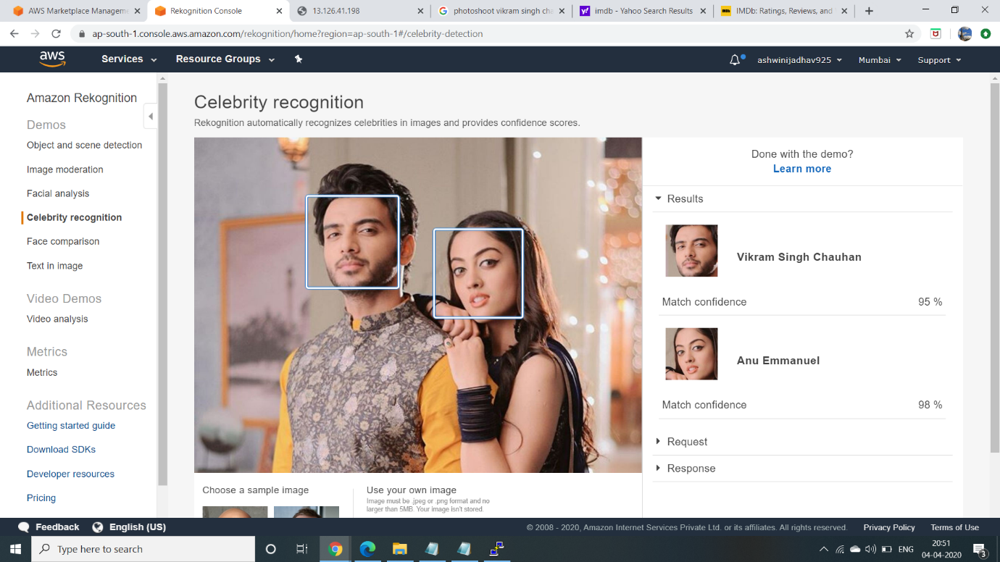 AWS Marketplace Manageme
Rekognition Console
13.126.41.198
photoshoot vikram singh cha
imdb - Yahoo Search Results
IMDb: Ratings, Reviews, and
ap-south-1.console.aws.amazon.com/rekognition/home?region=ap-south-1#/celebrity-detection
aws
Services
Resource Groups
ashwinijadhav925
Mumbai
Support
Amazon Rekognition
Demos
Object and scene detection
Image moderation
Facial analysis
Celebrity recognition
Face comparison
Text in image
Video Demos
Video analysis
Metrics
Metrics
Additional Resources
Getting started guide
Download SDKs
Developer resources
Pricing
Celebrity recognition
Rekognition automatically recognizes celebrities in images and provides confidence scores.
Done with the demo?
Learn more
Results
Vikram Singh Chauhan
Match confidence 95 %
Anu Emmanuel
Match confidence 98 %
Request
Response
Choose a sample image
Use your own image
Image must be .jpeg or .png format and no
larger than 5MB. Your image isn't stored.
Feedback
English (US)
© 2008 - 2020, Amazon Internet Services Private Ltd. or its affiliates. All rights reserved.
Privacy Policy
Terms of Use
Type here to search
ENG
20:51
04-04-2020
3